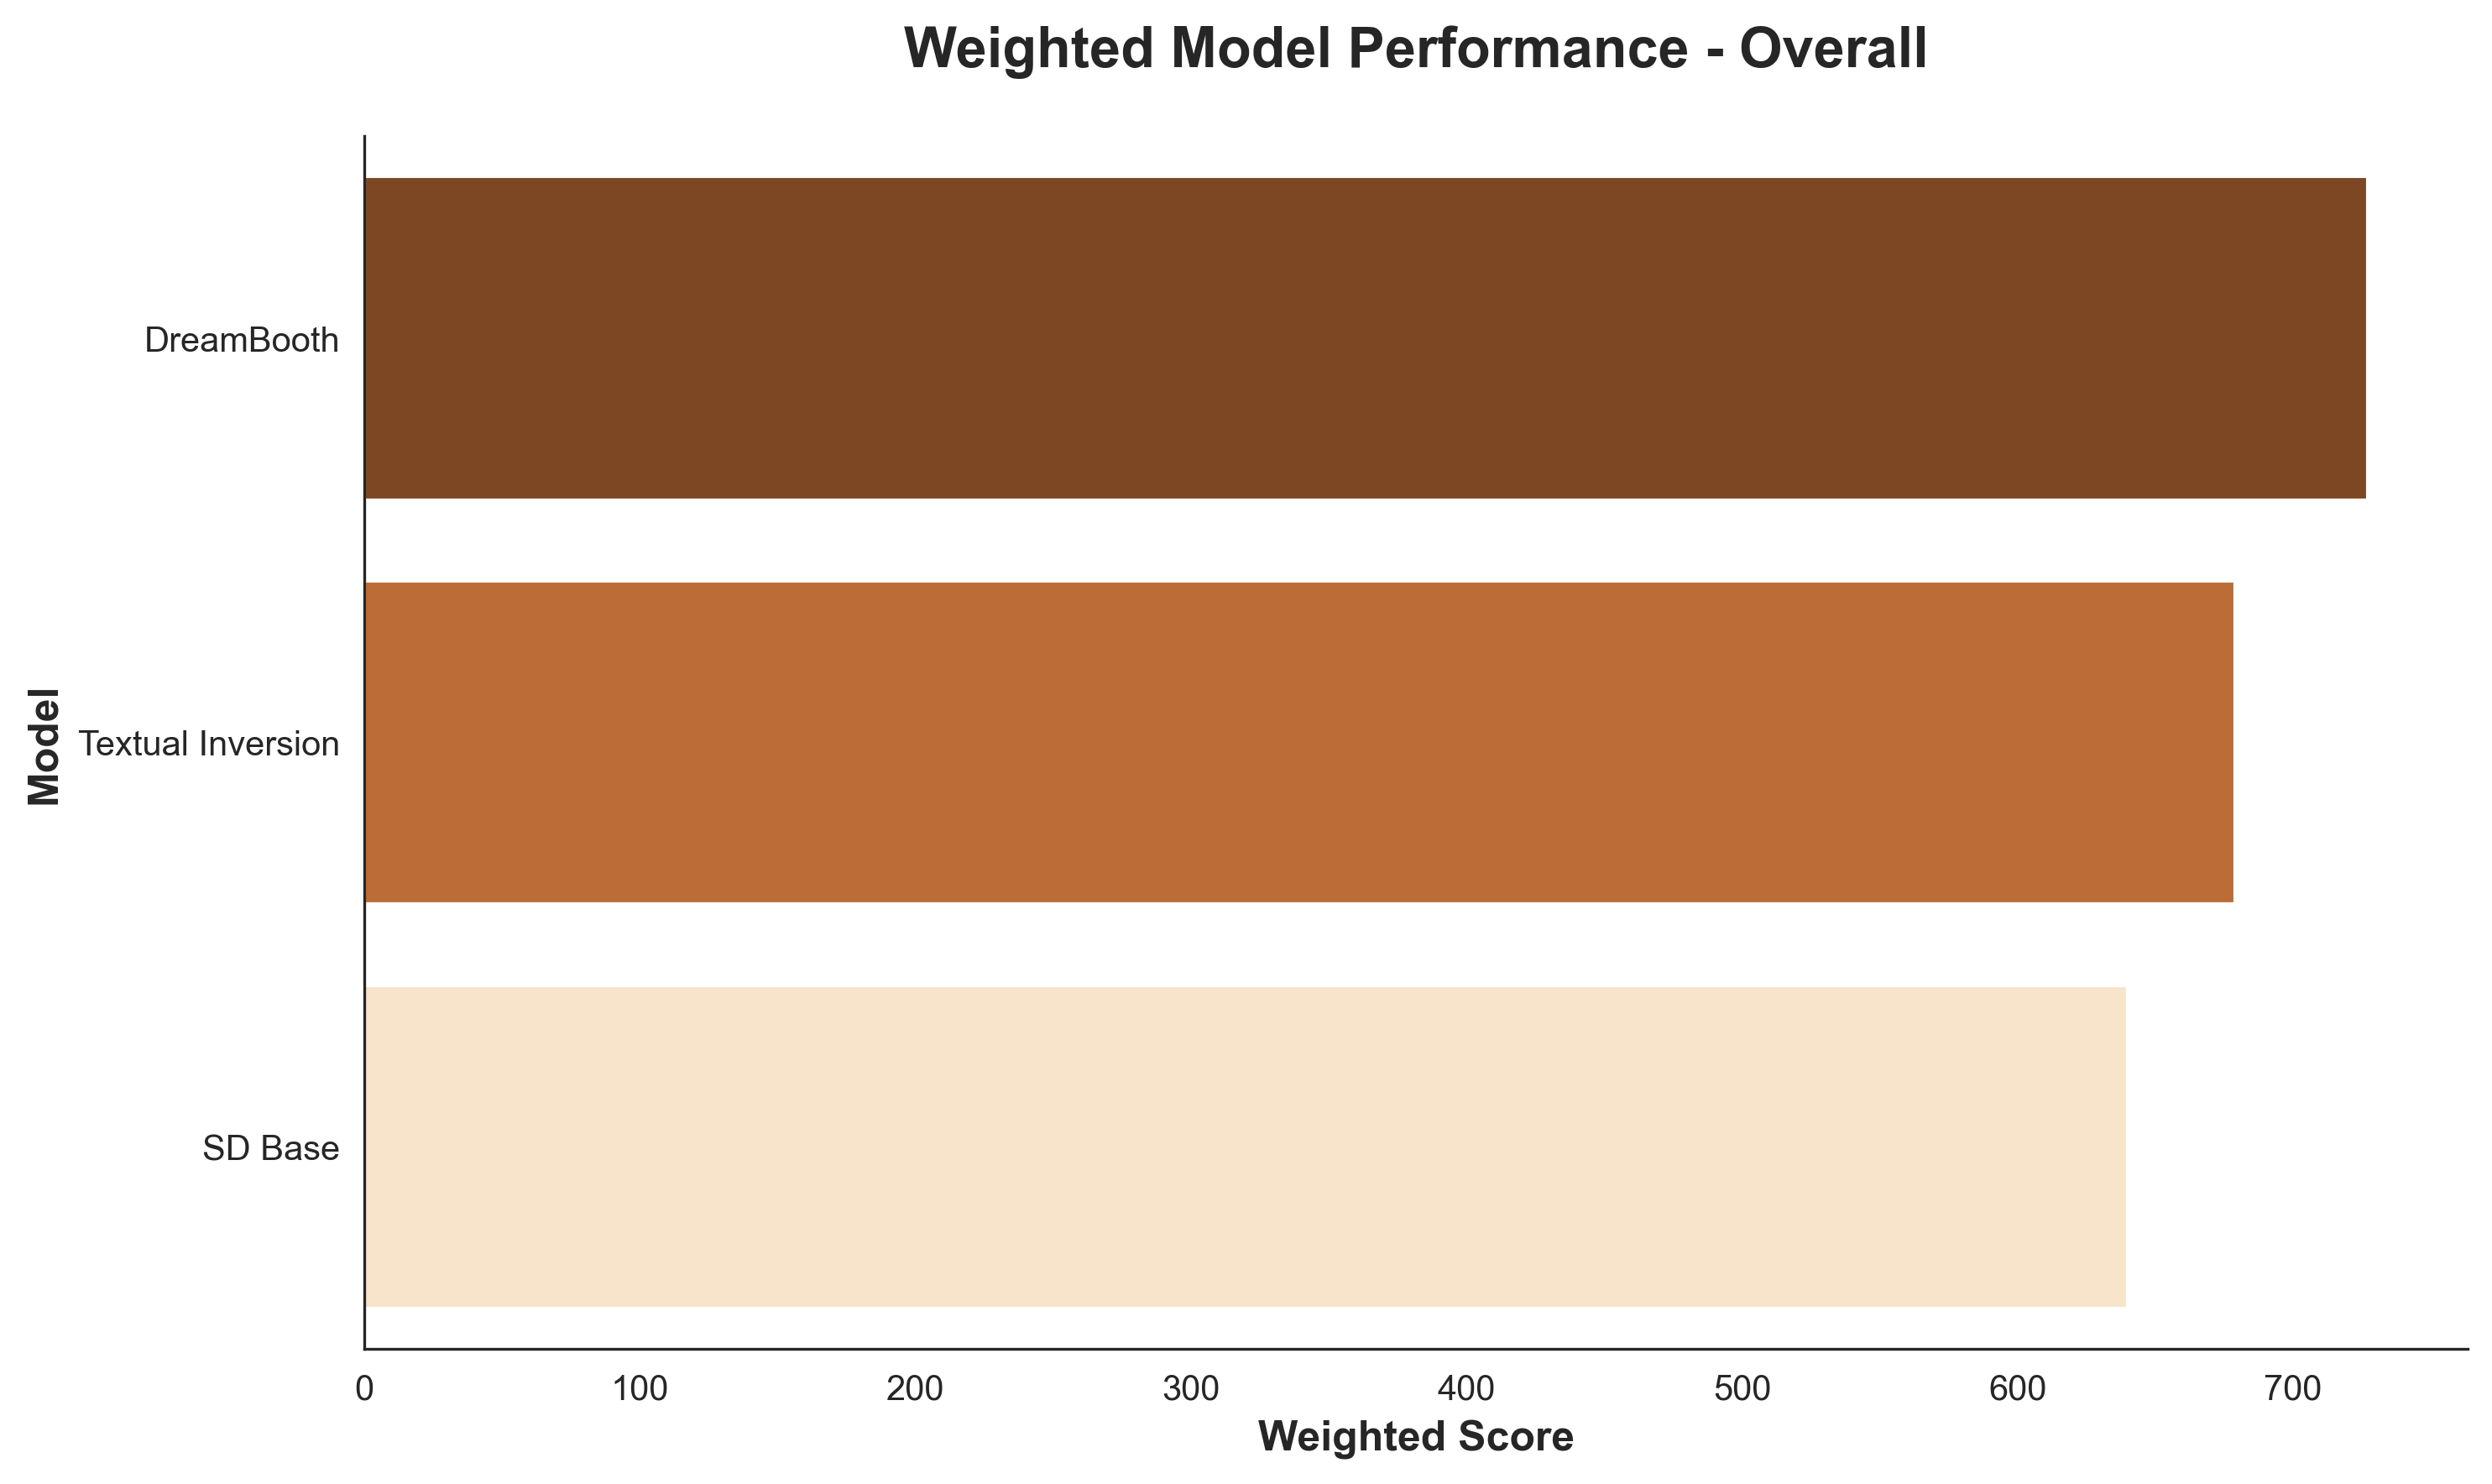 Weighted Model Performance - Overall
DreamBooth
Textual Inversion
SD Base
Model
0 100 200 300 400 500 600 700
Weighted Score